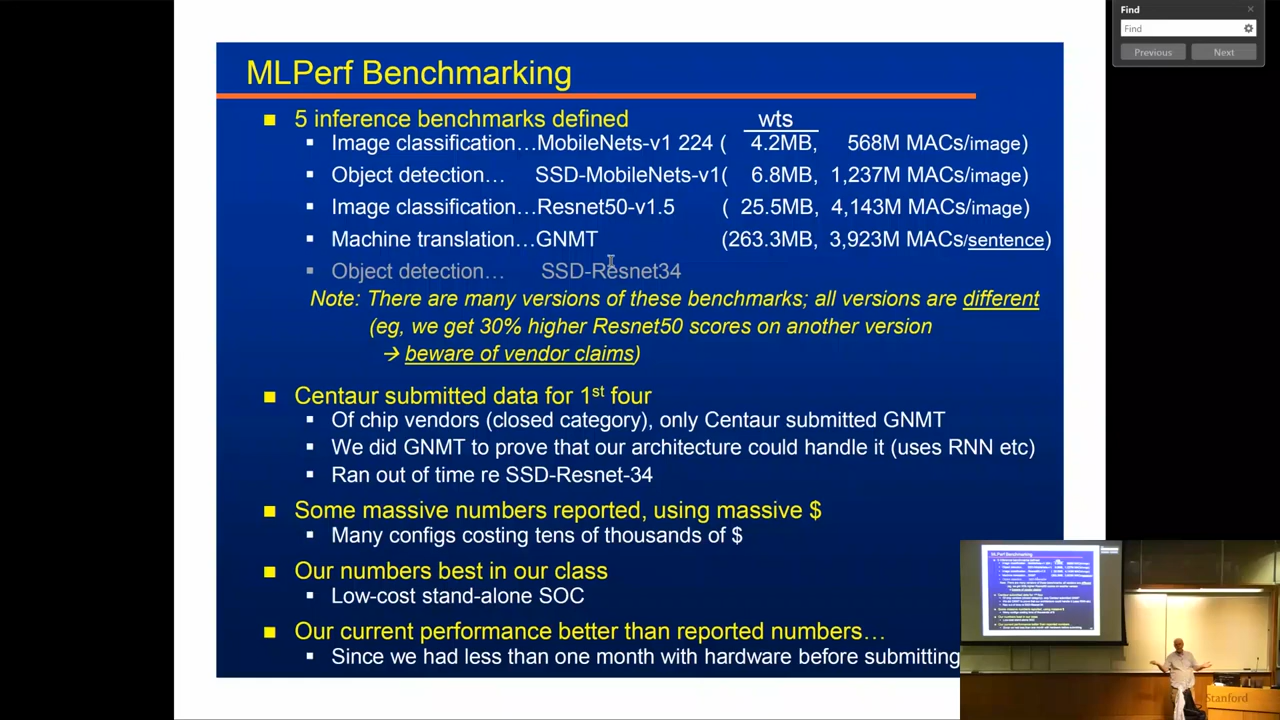 Find
Find
Previous
Next
MLPerf Benchmarking
5 inference benchmarks defined wts
Image classification…MobileNets-v1 224 ( 4.2MB, 568M MACs/image)
Object detection… SSD-MobileNets-v1( 6.8MB, 1,237M MACs/image)
Image classification…Resnet50-v1.5 ( 25.5MB, 4,143M MACs/image)
Machine translation…GNMT (263.3MB, 3,923M MACs/sentence)
Object detection… SSD-Resnet34
Note: There are many versions of these benchmarks; all versions are different
(eg, we get 30% higher Resnet50 scores on another version
→ beware of vendor claims)
Centaur submitted data for 1st four
Of chip vendors (closed category), only Centaur submitted GNMT
We did GNMT to prove that our architecture could handle it (uses RNN etc)
Ran out of time re SSD-Resnet-34
Some massive numbers reported, using massive $
Many configs costing tens of thousands of $
Our numbers best in our class
Low-cost stand-alone SOC
Our current performance better than reported numbers…
Since we had less than one month with hardware before submitting
MLPerf Benchmarking
Stanford